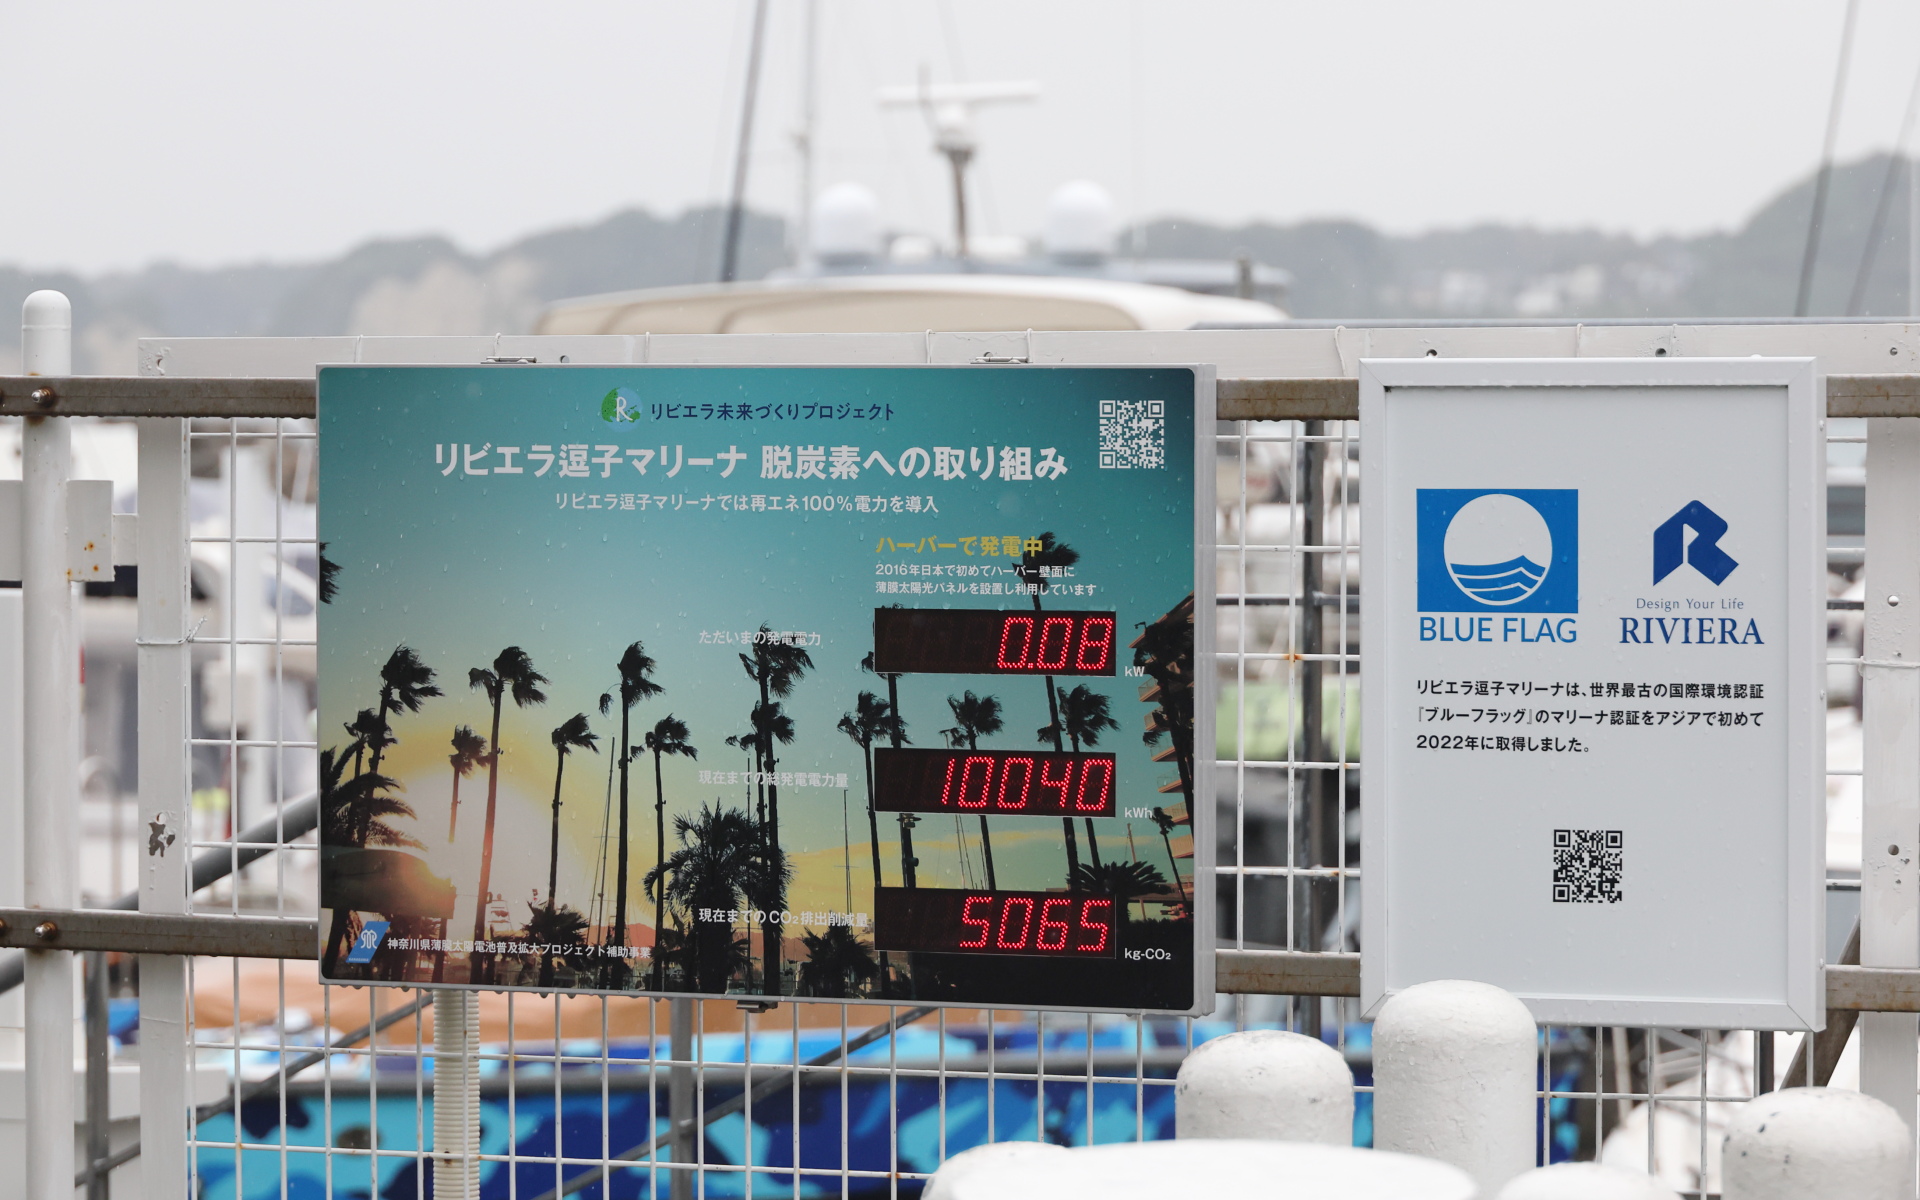 リビエラ未来づくりプロジェクト
リビエラ逗子マリーナ 脱炭素への取り組み
リビエラ逗子マリーナでは再エネ100%電力を導入
ハーバーで発電中
2016年日本で初めてハーバー壁面に
薄膜太陽光パネルを設置し利用しています
ただいまの発電電力
0.08
kW
現在までの総発電電力量
10040
kWh
現在までのCO₂排出削減量
5065
kg-CO₂
神奈川県薄膜太陽電池普及拡大プロジェクト補助事業
BLUE FLAG
Design Your Life
RIVIERA
リビエラ逗子マリーナは、世界最古の国際環境認証
『ブルーフラッグ』のマリーナ認証をアジアで初めて
2022年に取得しました。